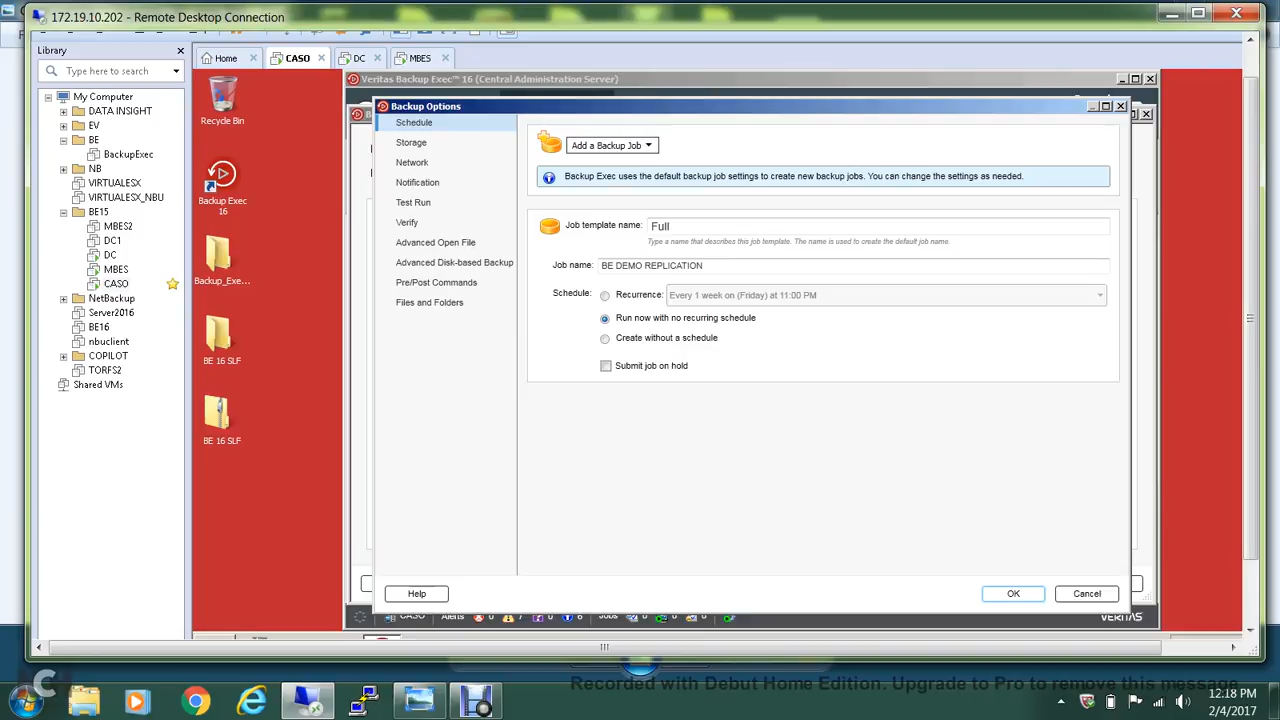 172.19.10.202 - Remote Desktop Connection
Library
Type here to search
My Computer
DATA INSIGHT
EV
BE
BackupExec
NB
VIRTUALESX
VIRTUALESX_NBU
BE15
MBES2
DC1
DC
MBES
CASO
NetBackup
Server2016
BE16
nbuclient
COPILOT
TORFS2
Shared VMs
Home
CASO
DC
MBES
Recycle Bin
Backup Exec
16
Backup_Exe...
BE 16 SLF
BE 16 SLF
Veritas Backup Exec™ 16 (Central Administration Server)
Backup Options
Schedule
Storage
Network
Notification
Test Run
Verify
Advanced Open File
Advanced Disk-based Backup
Pre/Post Commands
Files and Folders
Add a Backup Job
Backup Exec uses the default backup job settings to create new backup jobs. You can change the settings as needed.
Job template name: Full
Type a name that describes this job template. The name is used to create the default job name.
Job name: BE DEMO REPLICATION
Schedule: Recurrence: Every 1 week on (Friday) at 11:00 PM
Run now with no recurring schedule
Create without a schedule
Submit job on hold
Help
OK
Cancel
CASO Alerts 0 7 0 6 Jobs
VERITAS
Recorded with Debut Home Edition. Upgrade to Pro to remove this message
12:18 PM
2/4/2017